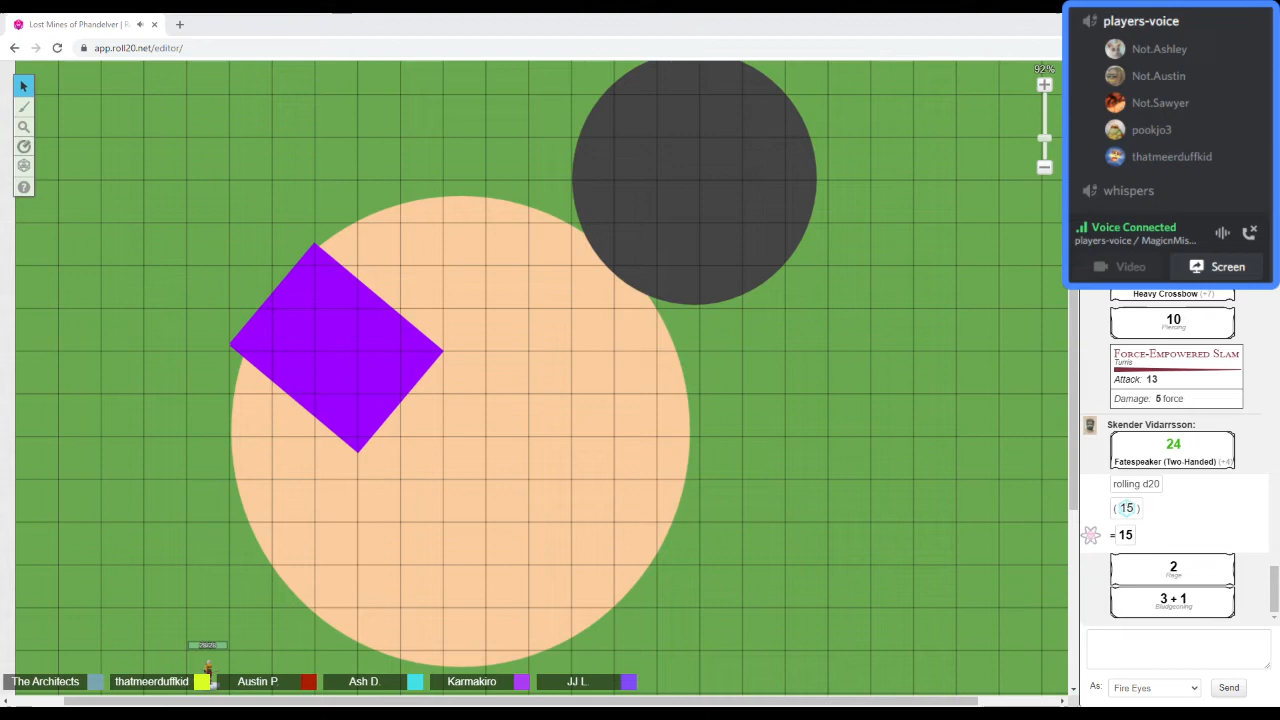 Lost Mines of Phandelver | R
app.roll20.net/editor/
92%
players-voice
Not.Ashley
Not.Austin
Not.Sawyer
pookjo3
thatmeerduffkid
whispers
Voice Connected
players-voice / MagicnMis...
Video
Screen
Heavy Crossbow (+7)
10
Piercing
Force-Empowered Slam
Turris
Attack: 13
Damage: 5 force
Skender Vidarrsson:
24
Fatespeaker (Two-Handed) (+4)
rolling d20
(15)
=15
2
Rage
3 + 1
Bludgeoning
The Architects
thatmeerduffkid
Austin P.
Ash D.
Karmakiro
JJ L.
As:
Fire Eyes
Send